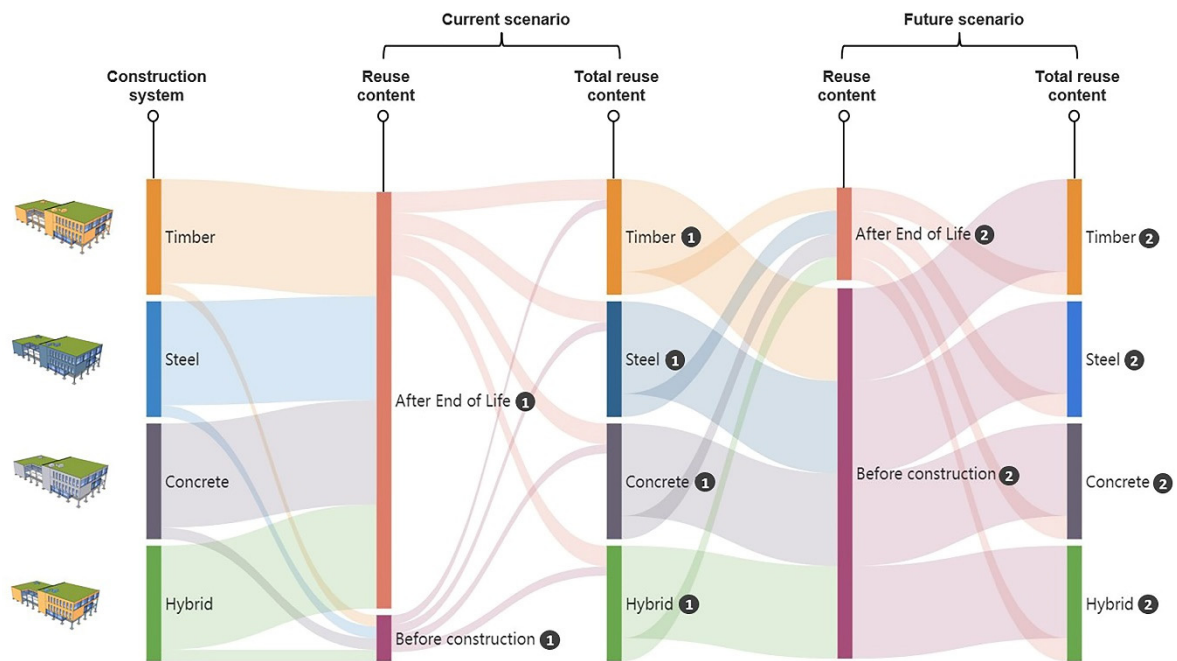 Current scenario
Future scenario
Construction
system
Reuse
content
Total reuse
content
Reuse
content
Total reuse
content
Timber
Steel
Concrete
Hybrid
After End of Life 1
Before construction 1
Timber 1
Steel 1
Concrete 1
Hybrid 1
After End of Life 2
Before construction 2
Timber 2
Steel 2
Concrete 2
Hybrid 2